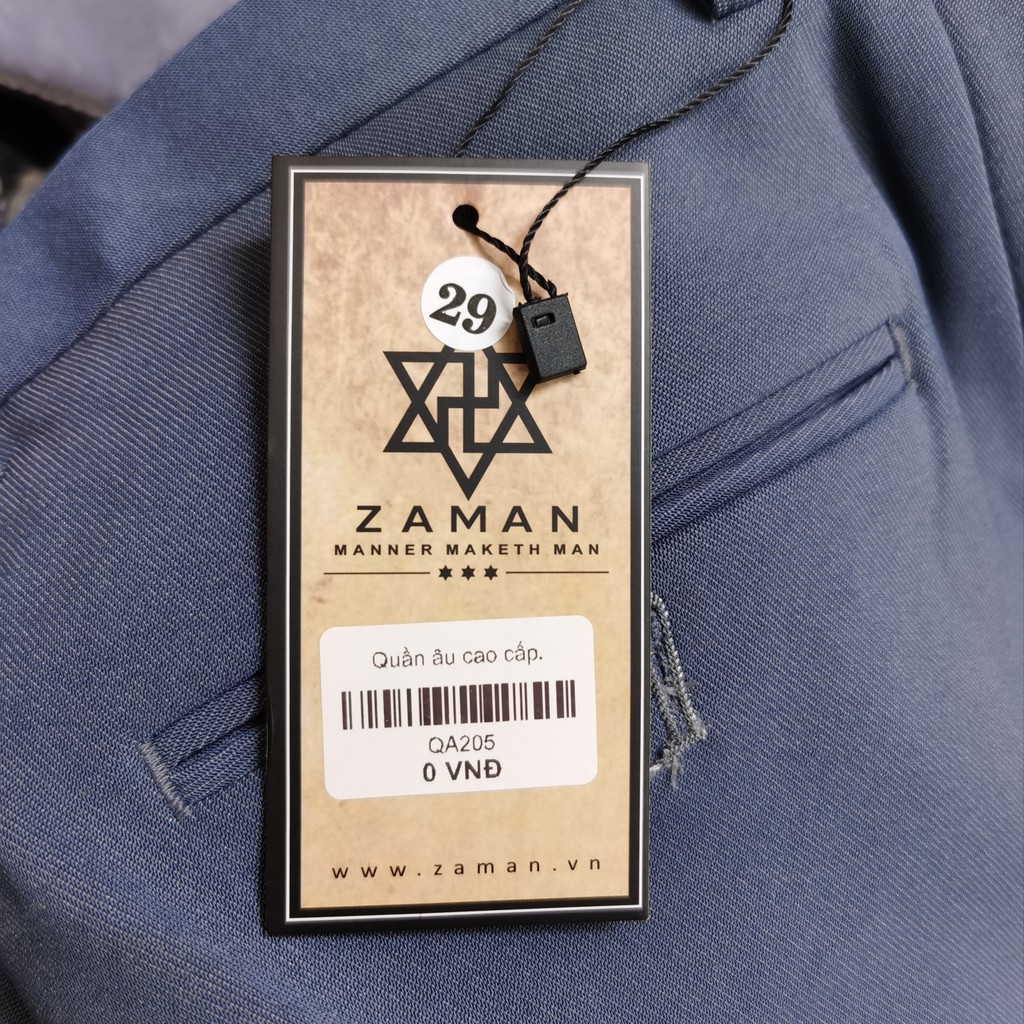 29
ZAMAN
MANNER MAKETH MAN
Quần âu cao cấp.
QA205
0 VNĐ
www.zaman.vn